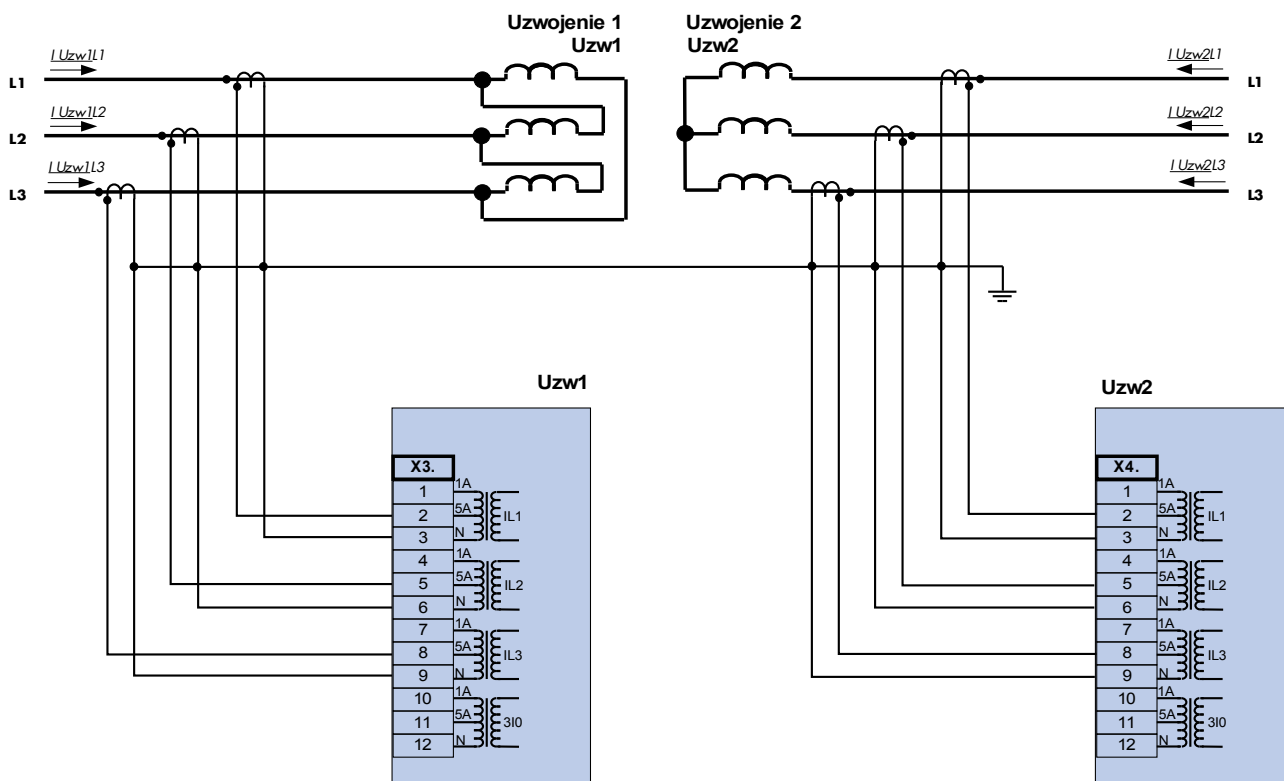 Uzwojenie 1
Uzw1
Uzwojenie 2
Uzw2
I Uzw1L1
L1
I Uzw1L2
L2
I Uzw1L3
L3
I Uzw2L1
L1
I Uzw2L2
L2
I Uzw2L3
L3
Uzw1
X3.
1 1A
2 5A IL1
3 N
4 1A
5 5A IL2
6 N
7 1A
8 5A IL3
9 N
10 1A
11 5A 3I0
12 N
Uzw2
X4.
1 1A
2 5A IL1
3 N
4 1A
5 5A IL2
6 N
7 1A
8 5A IL3
9 N
10 1A
11 5A 3I0
12 N